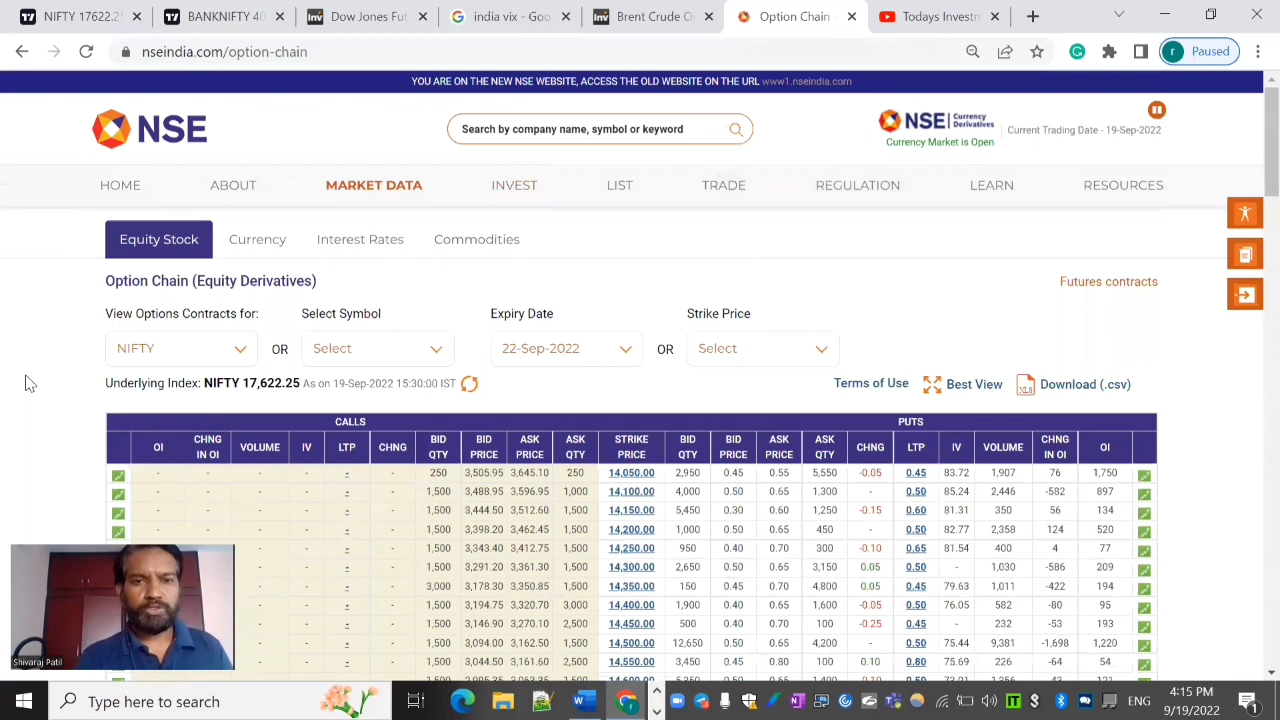 NIFTY 17622.25
BANKNIFTY 40
Dow Jones Fut
india vix - Goo
Brent Crude O
Option Chain
Todays Investm
nseindia.com/option-chain
r Paused
YOU ARE ON THE NEW NSE WEBSITE, ACCESS THE OLD WEBSITE ON THE URL www1.nseindia.com
NSE
Search by company name, symbol or keyword
NSE Currency Derivatives
Currency Market is Open
Current Trading Date - 19-Sep-2022
HOME ABOUT MARKET DATA INVEST LIST TRADE REGULATION LEARN RESOURCES
Equity Stock Currency Interest Rates Commodities
Option Chain (Equity Derivatives) Futures contracts
View Options Contracts for: Select Symbol Expiry Date Strike Price
NIFTY OR Select 22-Sep-2022 OR Select
Underlying Index: NIFTY 17,622.25 As on 19-Sep-2022 15:30:00 IST Terms of Use Best View XLS Download (.csv)
CALLS PUTS
OI CHNG IN OI VOLUME IV LTP CHNG BID QTY BID PRICE ASK PRICE ASK QTY STRIKE PRICE BID QTY BID PRICE ASK PRICE ASK QTY CHNG LTP IV VOLUME CHNG IN OI OI
- - - - - - 250 3,505.95 3,645.10 250 14,050.00 2,950 0.45 0.55 5,550 -0.05 0.45 83.72 1,907 76 1,750
- - - - - - 1,500 3,488.95 3,596.95 1,000 14,100.00 4,000 0.50 0.65 1,300 - 0.50 85.24 2,446 -582 897
- - - - - - 1,500 3,444.50 3,512.60 1,500 14,150.00 5,450 0.30 0.60 1,250 -0.15 0.60 81.31 350 56 134
- - - - - - 1,500 3,398.20 3,462.45 1,500 14,200.00 1,000 0.50 0.65 450 - 0.50 82.77 2,358 124 520
- - - - - - 1,500 3,343.40 3,412.75 1,500 14,250.00 950 0.40 0.70 300 -0.10 0.65 81.54 400 4 77
- - - - - - 1,500 3,291.20 3,361.30 1,500 14,300.00 2,650 0.45 0.55 3,150 0.05 0.50 - 1,030 -586 209
- - - - 3,000 3,178.30 3,350.85 1,500 14,350.00 150 0.45 0.70 4,800 0.05 0.45 79.63 1,011 -422 194
- - - - 1,500 3,194.75 3,320.70 3,000 14,400.00 1,900 0.40 0.65 1,600 -0.05 0.50 76.05 582 -80 95
- - - - 1,500 3,146.90 3,270.10 2,500 14,450.00 500 0.40 0.70 100 -0.25 0.45 - 232 -53 193
- - - - 1,500 3,094.00 3,162.50 1,500 14,500.00 12,650 0.50 0.65 4,200 - 0.50 75.44 9,381 -1,698 1,220
- - - - 1,500 3,044.50 3,161.60 2,500 14,550.00 3,450 0.45 0.80 100 0.10 0.80 75.69 226 -64 54
Shivaraj Patil
Type here to search
ENG
4:15 PM
9/19/2022
1